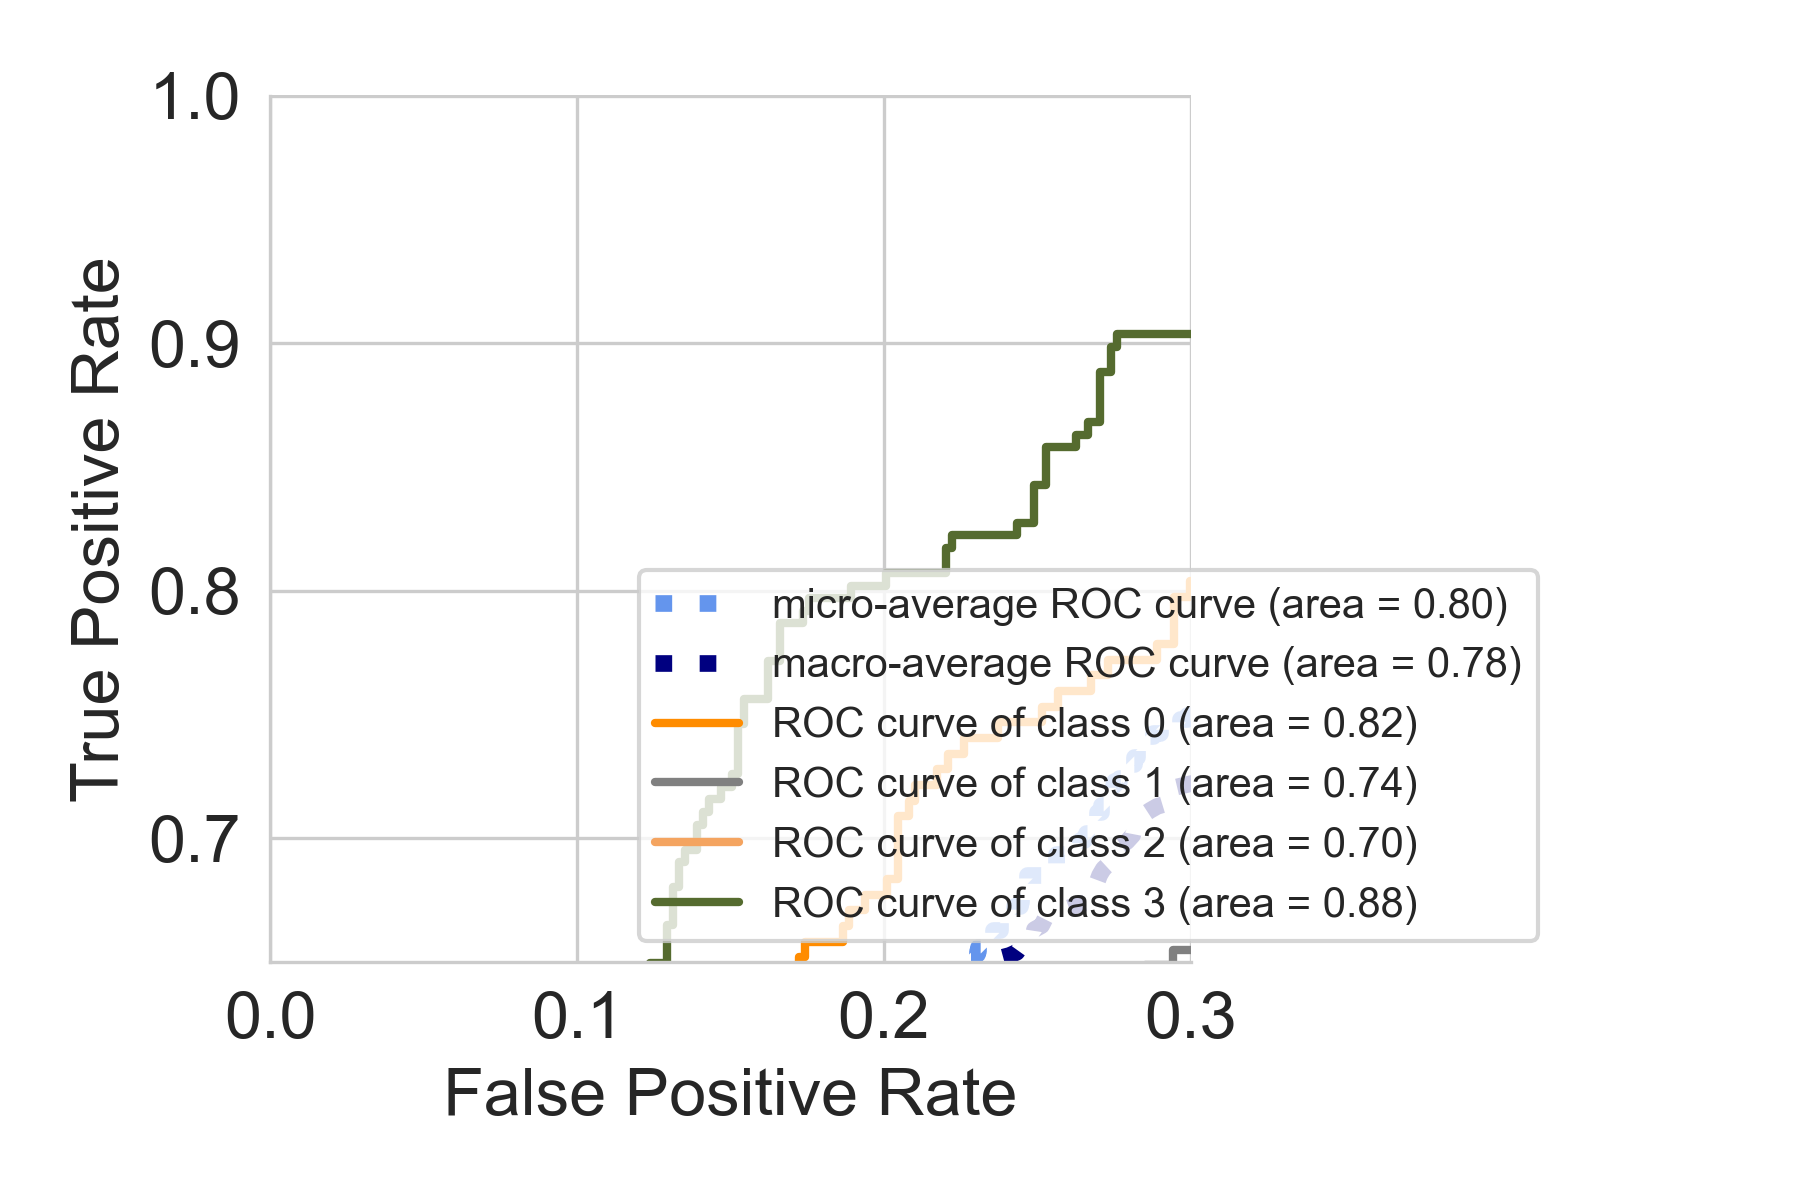 1.0
0.9
0.8
0.7
True Positive Rate
micro-average ROC curve (area = 0.80)
macro-average ROC curve (area = 0.78)
ROC curve of class 0 (area = 0.82)
ROC curve of class 1 (area = 0.74)
ROC curve of class 2 (area = 0.70)
ROC curve of class 3 (area = 0.88)
0.0 0.1 0.2 0.3
False Positive Rate